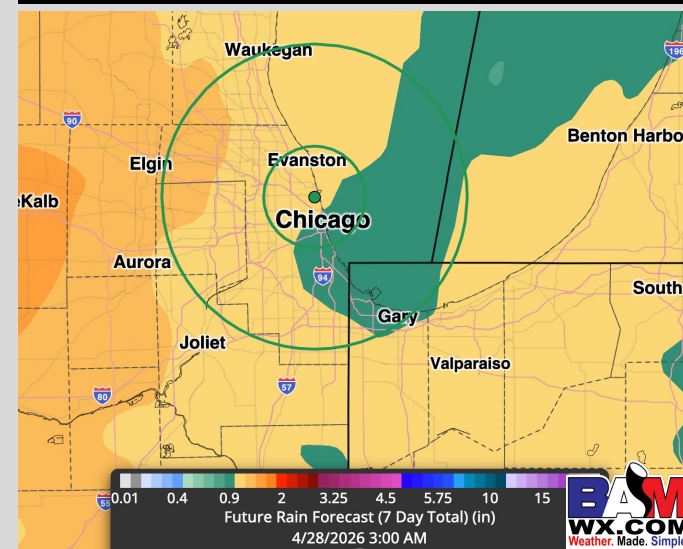 Waukegan
196
90
Benton Harbo
Elgin
Evanston
eKalb
Chicago
Aurora
94
South
Gary
Joliet
Valparaiso
57
80
55
0.01 0.4 0.9 2 3.25 4.5 5.75 10 15
Future Rain Forecast (7 Day Total) (in)
4/28/2026 3:00 AM
BAM
WX.COM
Weather. Made. Simple